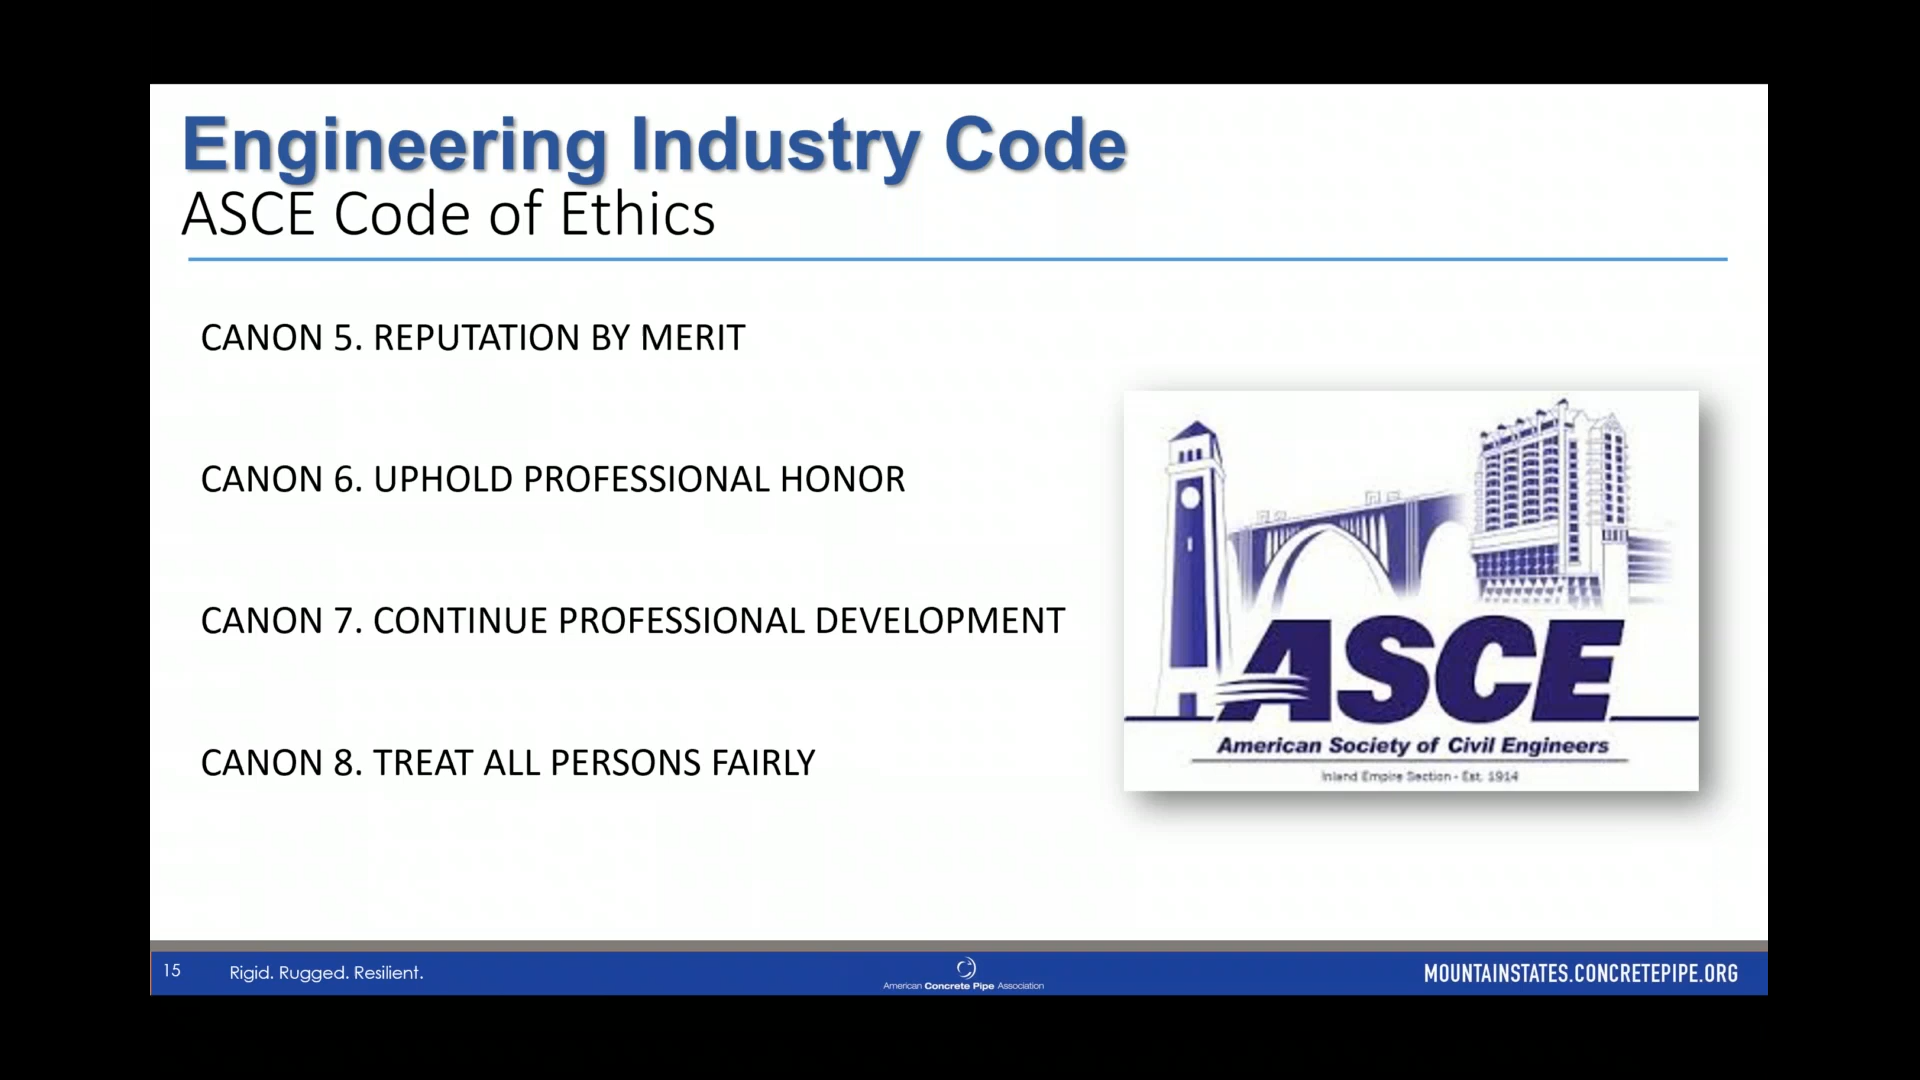 Engineering Industry Code
ASCE Code of Ethics
CANON 5. REPUTATION BY MERIT
CANON 6. UPHOLD PROFESSIONAL HONOR
CANON 7. CONTINUE PROFESSIONAL DEVELOPMENT
CANON 8. TREAT ALL PERSONS FAIRLY
ASCE
American Society of Civil Engineers
Inland Empire Section - Est. 1914
15
Rigid. Rugged. Resilient.
American Concrete Pipe Association
MOUNTAINSTATES.CONCRETEPIPE.ORG